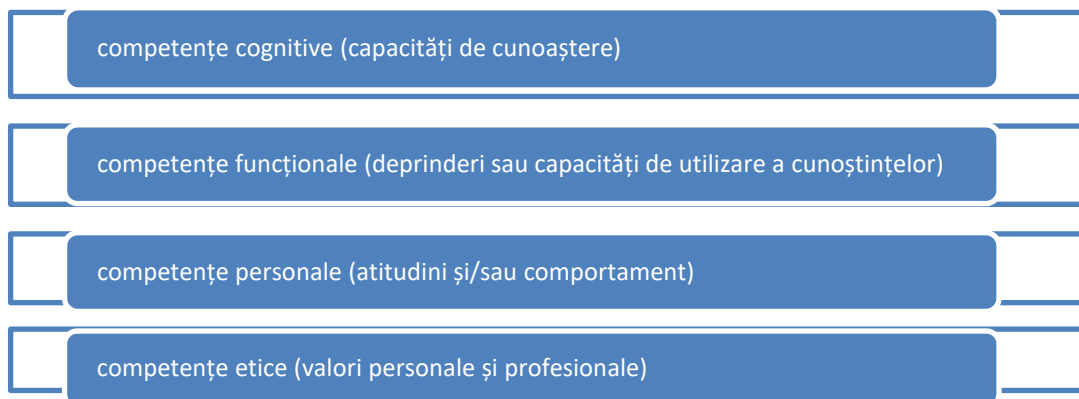 competențe cognitive (capacități de cunoaștere)
competențe funcționale (deprinderi sau capacități de utilizare a cunoștințelor)
competențe personale (atitudini și/sau comportament)
competențe etice (valori personale și profesionale)